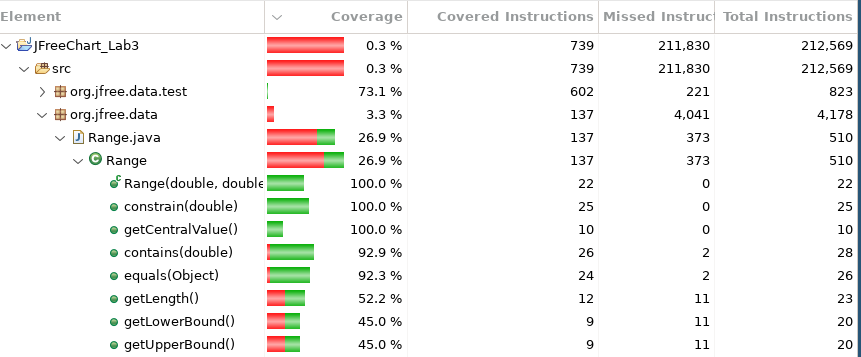 Element Coverage Covered Instructions Missed Instruc Total Instructions
JFreeChart_Lab3 0.3 % 739 211,830 212,569
src 0.3 % 739 211,830 212,569
org.jfree.data.test 73.1 % 602 221 823
org.jfree.data 3.3 % 137 4,041 4,178
Range.java 26.9 % 137 373 510
Range 26.9 % 137 373 510
Range(double, double 100.0 % 22 0 22
constrain(double) 100.0 % 25 0 25
getCentralValue() 100.0 % 10 0 10
contains(double) 92.9 % 26 2 28
equals(Object) 92.3 % 24 2 26
getLength() 52.2 % 12 11 23
getLowerBound() 45.0 % 9 11 20
getUpperBound() 45.0 % 9 11 20